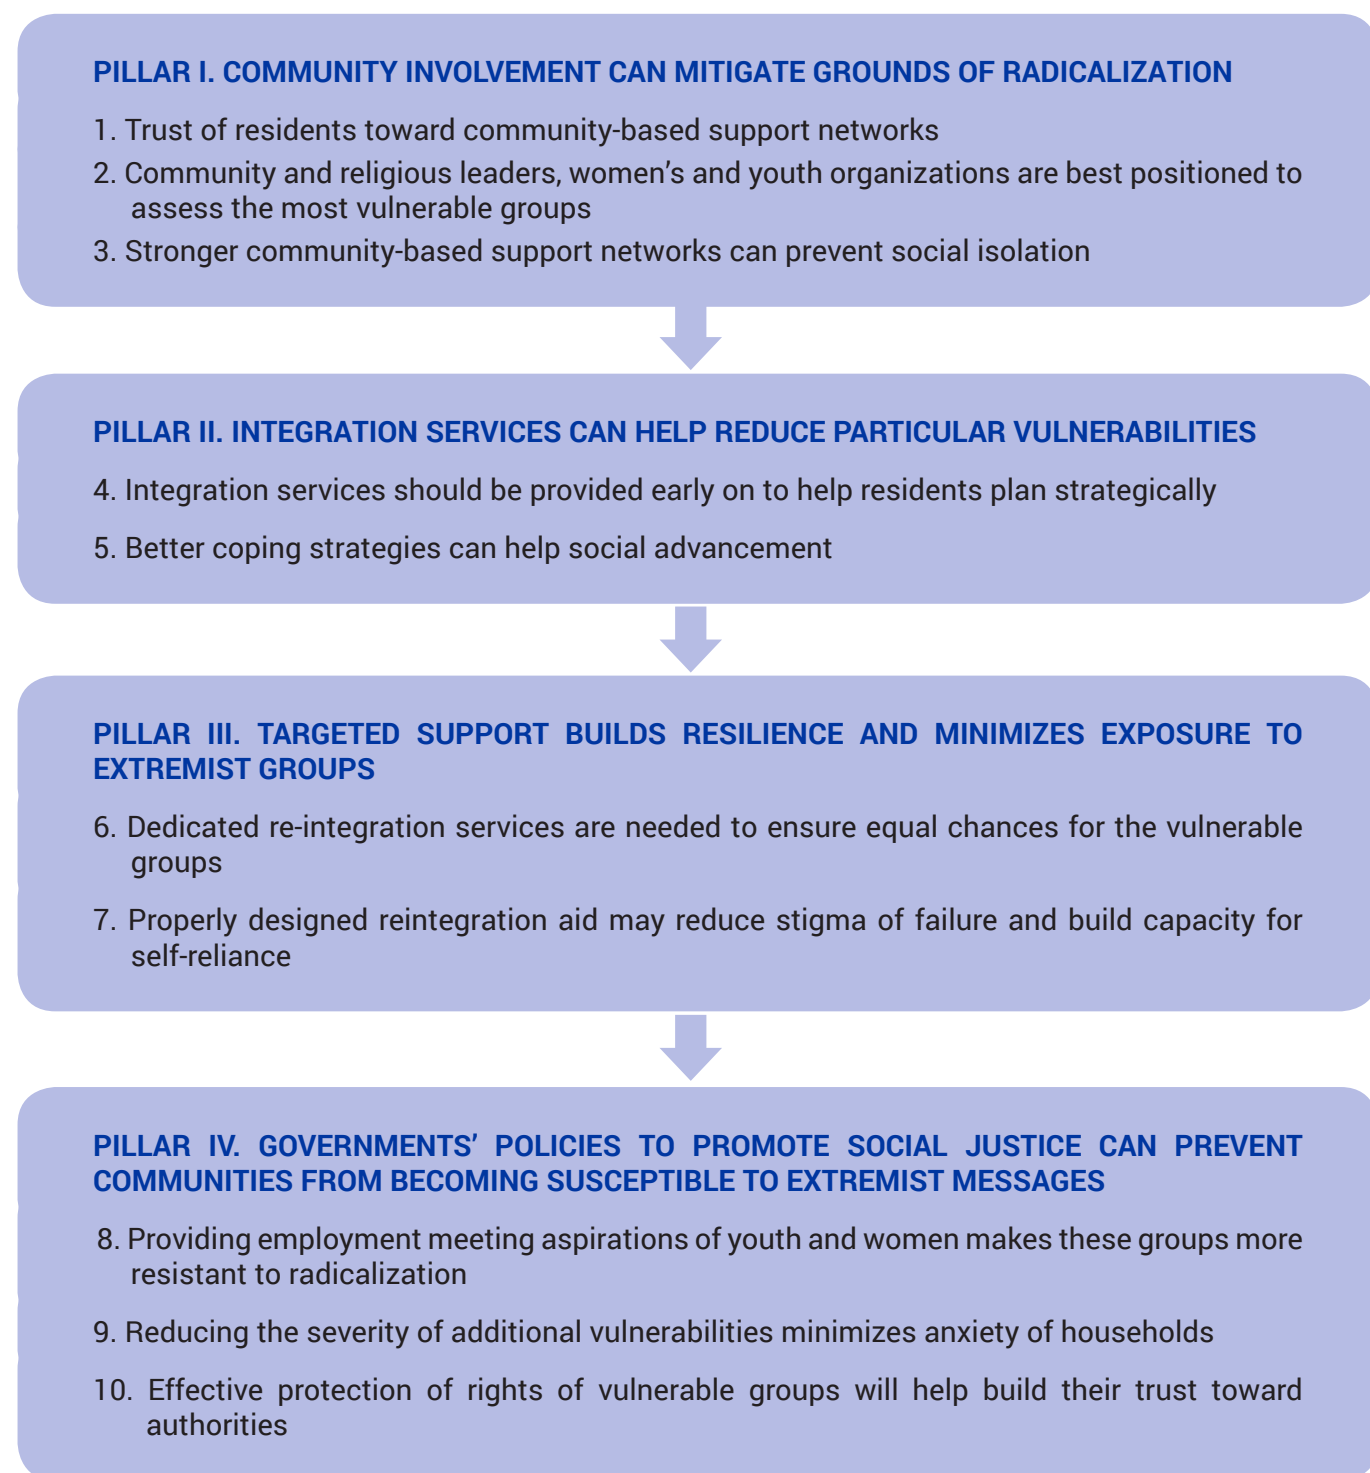 PILLAR I. COMMUNITY INVOLVEMENT CAN MITIGATE GROUNDS OF RADICALIZATION
1. Trust of residents toward community-based support networks
2. Community and religious leaders, women’s and youth organizations are best positioned to
assess the most vulnerable groups
3. Stronger community-based support networks can prevent social isolation
PILLAR II. INTEGRATION SERVICES CAN HELP REDUCE PARTICULAR VULNERABILITIES
4. Integration services should be provided early on to help residents plan strategically
5. Better coping strategies can help social advancement
PILLAR III. TARGETED SUPPORT BUILDS RESILIENCE AND MINIMIZES EXPOSURE TO
EXTREMIST GROUPS
6. Dedicated re-integration services are needed to ensure equal chances for the vulnerable
groups
7. Properly designed reintegration aid may reduce stigma of failure and build capacity for
self-reliance
PILLAR IV. GOVERNMENTS’ POLICIES TO PROMOTE SOCIAL JUSTICE CAN PREVENT
COMMUNITIES FROM BECOMING SUSCEPTIBLE TO EXTREMIST MESSAGES
8. Providing employment meeting aspirations of youth and women makes these groups more
resistant to radicalization
9. Reducing the severity of additional vulnerabilities minimizes anxiety of households
10. Effective protection of rights of vulnerable groups will help build their trust toward
authorities